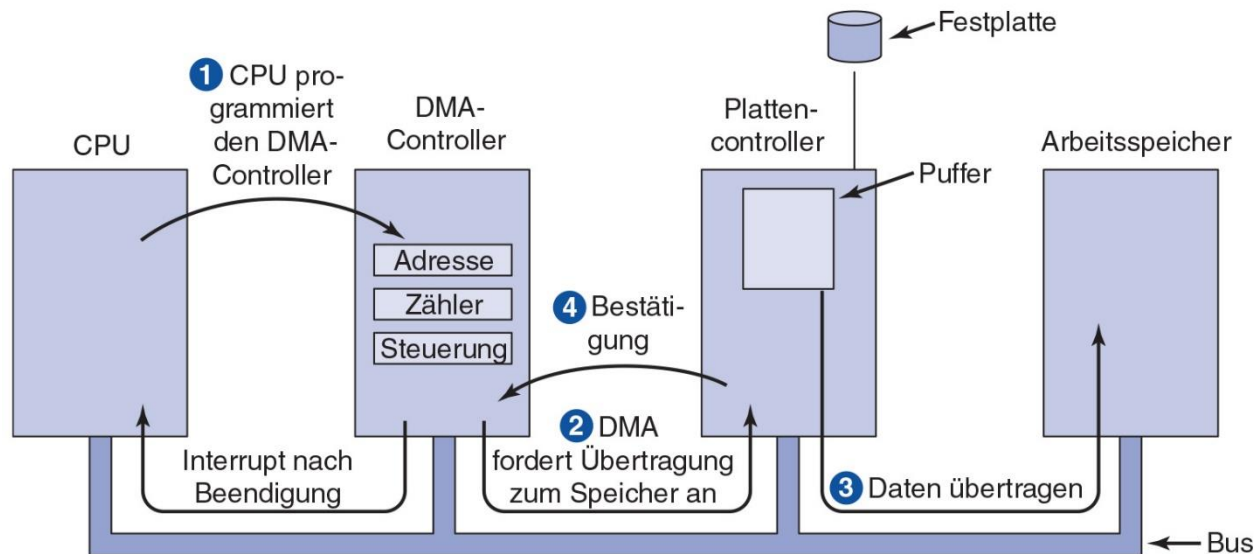 Festplatte
1 CPU pro-
grammiert
den DMA-
Controller
CPU
DMA-
Controller
Platten-
controller
Arbeitsspeicher
Puffer
Adresse
Zähler
Steuerung
4 Bestäti-
gung
Interrupt nach
Beendigung
2 DMA
fordert Übertragung
zum Speicher an
3 Daten übertragen
Bus